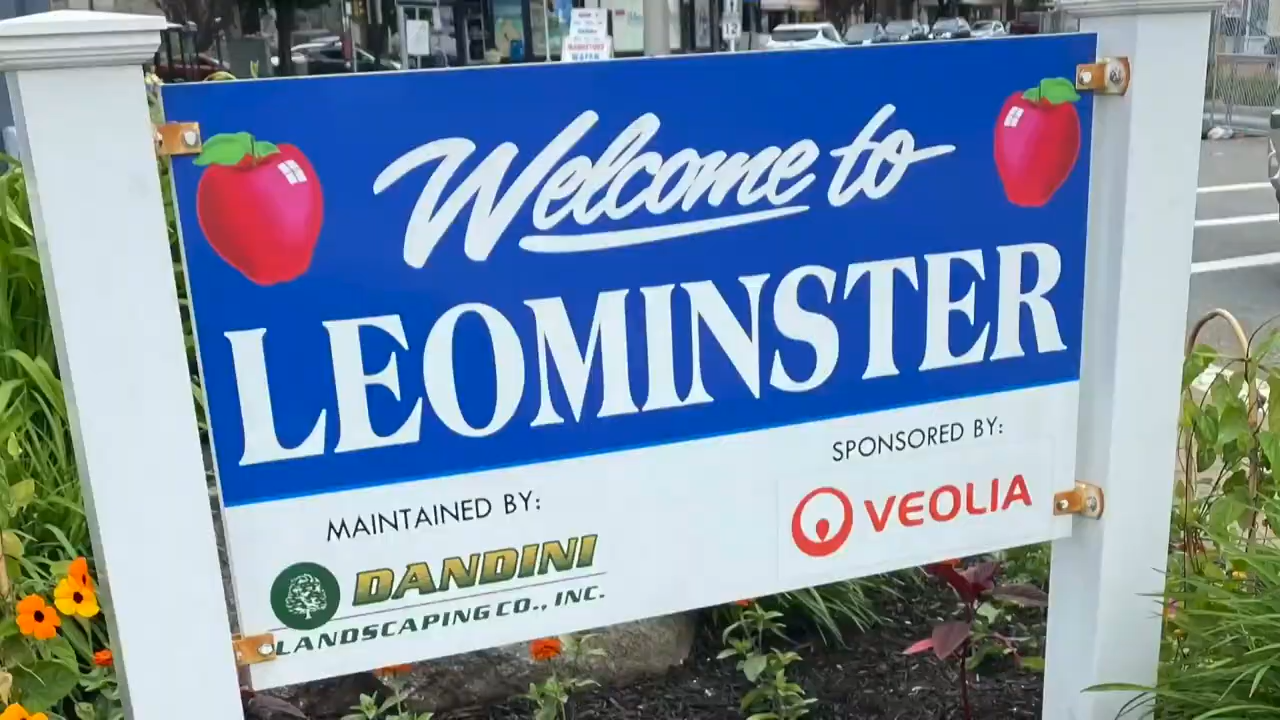 Welcome to
LEOMINSTER
MAINTAINED BY:
DANDINI
LANDSCAPING CO., INC.
SPONSORED BY:
VEOLIA